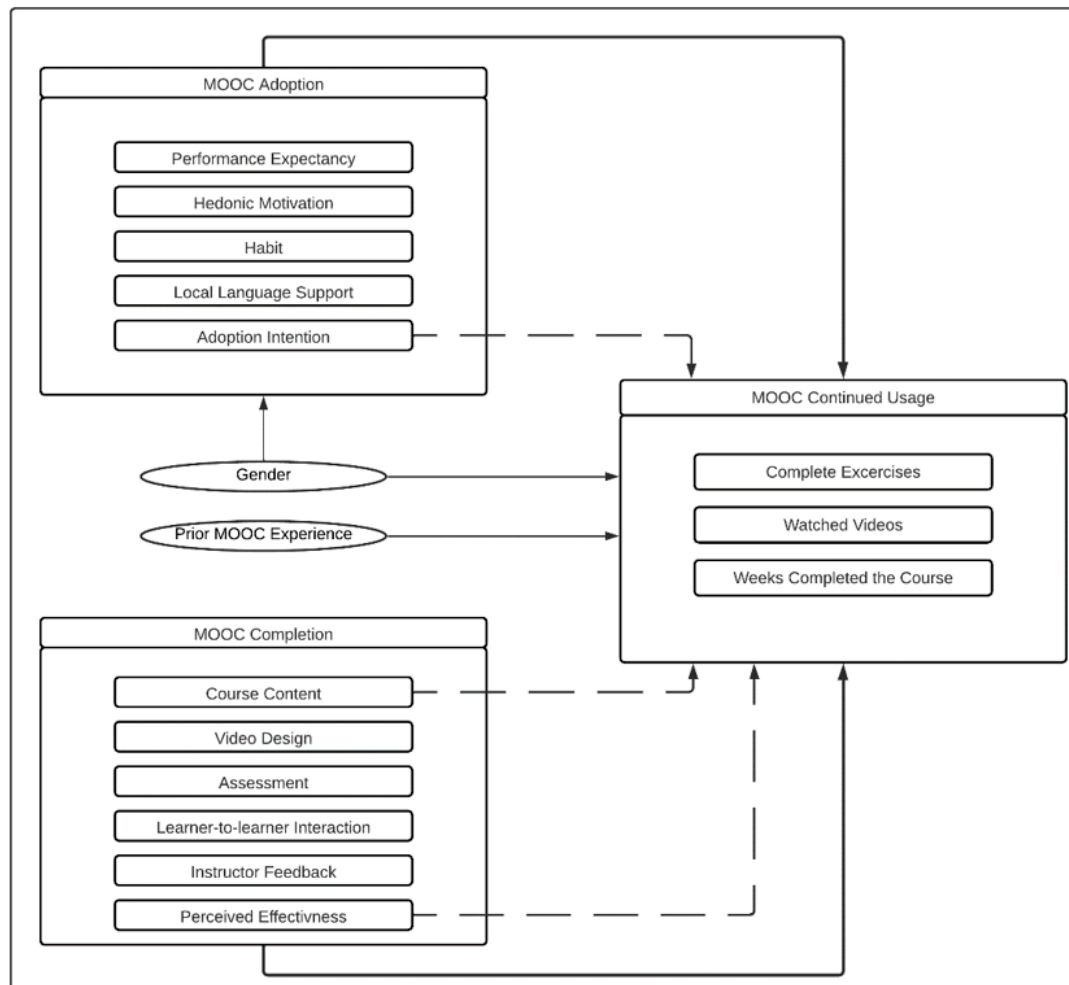 MOOC Adoption
Performance Expectancy
Hedonic Motivation
Habit
Local Language Support
Adoption Intention
MOOC Continued Usage
Complete Excercises
Watched Videos
Weeks Completed the Course
Gender
Prior MOOC Experience
MOOC Completion
Course Content
Video Design
Assessment
Learner-to-learner Interaction
Instructor Feedback
Perceived Effectivness